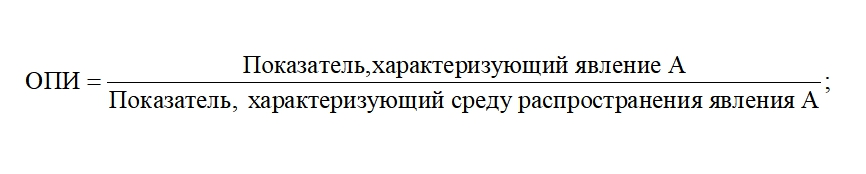 Показатель,характеризующий явление А
ОПИ = ;
Показатель, характеризующий среду распространения явления А